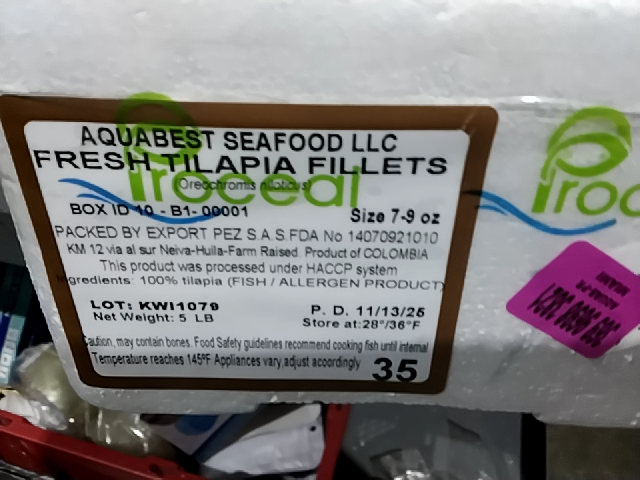 AQUABEST SEAFOOD LLC
FRESH TILAPIA FILLETS
(Oreochromis niloticus)
Proceal
BOX ID 10 - B1- 00001
Size 7-9 oz
PACKED BY EXPORT PEZ S.A.S.FDA No 14070921010
KM 12 via al sur Neiva-Huila-Farm Raised. Product of COLOMBIA
This product was processed under HACCP system
Ingredients: 100% tilapia (FISH / ALLERGEN PRODUCT)
LOT: KWI1079
P. D. 11/13/25
Net Weight: 5 LB
Store at:28°/36°F
Caution, may contain bones. Food Safety guidelines recommend cooking fish until internal
Temperature reaches 145ºF Appliances vary,adjust acoordingly
35
Proc
MIAMI